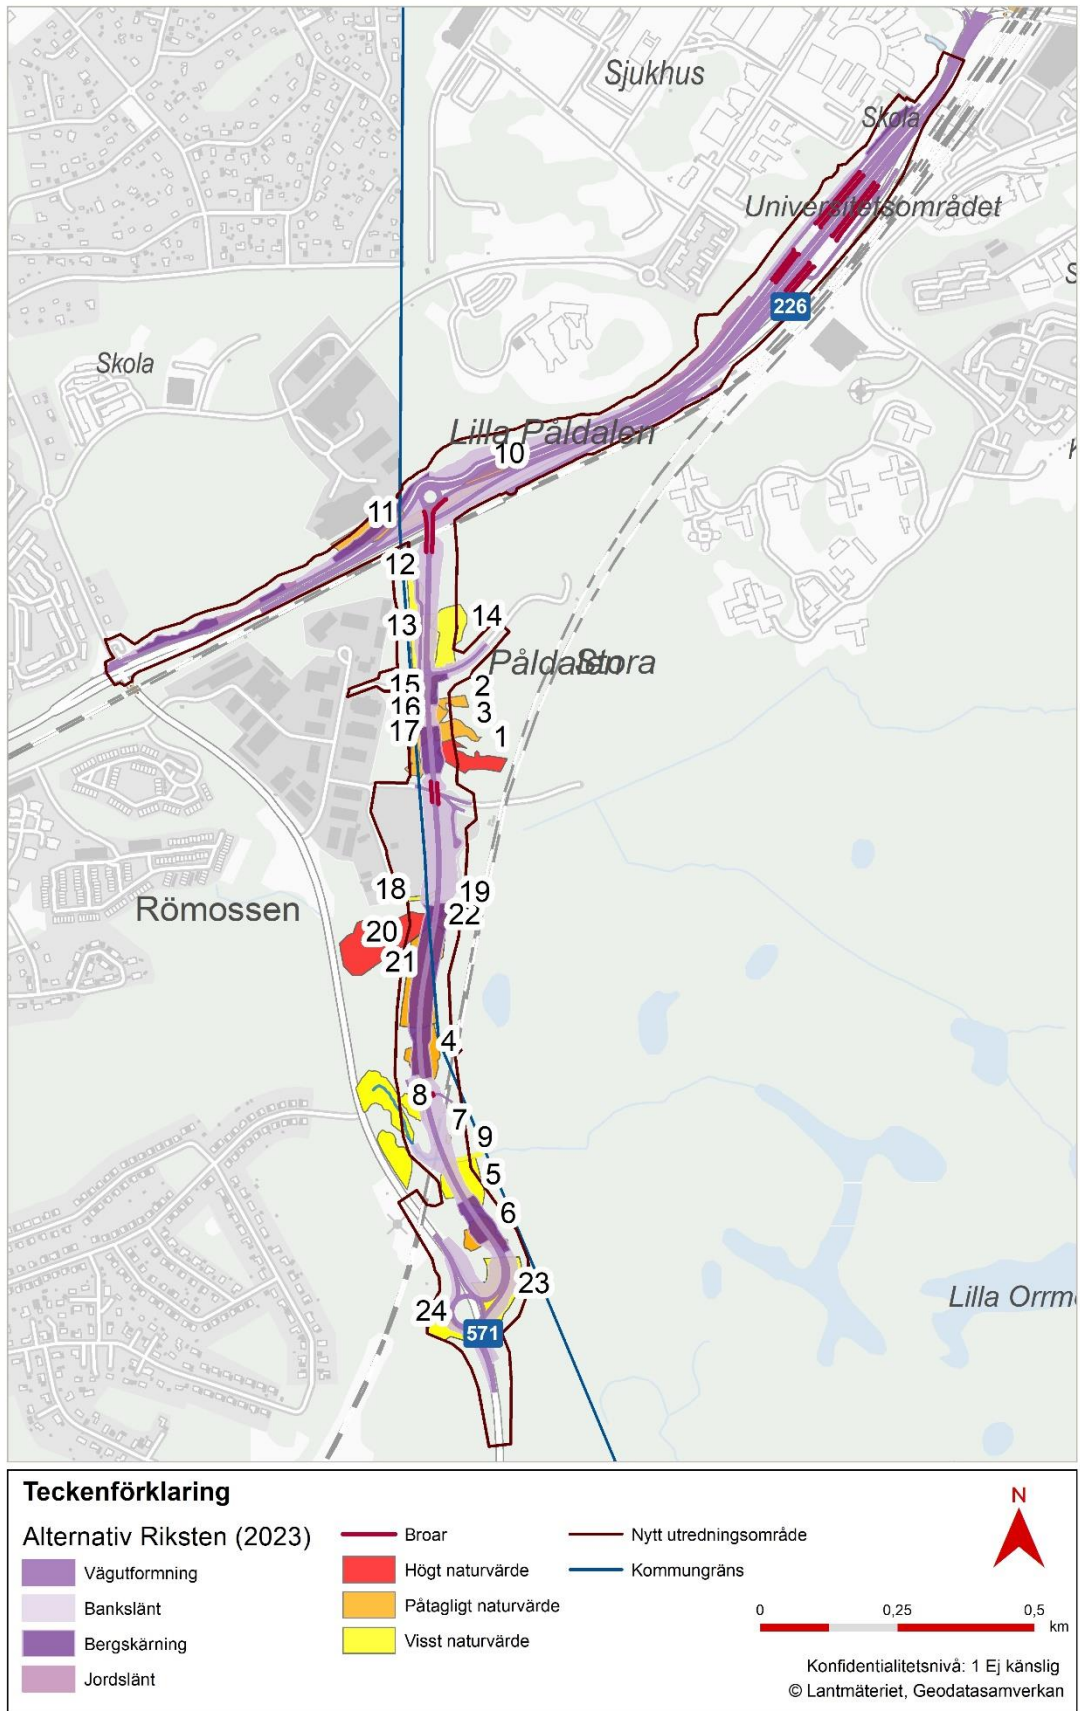 Sjukhus
Skola
Universitetsområdet
S
226
Skola
Lilla Påldalen
10
11
12
13
14
Påldalen
Stora
15
2
16
3
17
1
18
19
22
Römossen
20
21
4
8
7
9
5
6
23
Lilla Orrm
24
571
Teckenförklaring
Alternativ Riksten (2023)
Vägutformning
Bankslänt
Bergskärning
Jordslänt
Broar
Högt naturvärde
Påtagligt naturvärde
Visst naturvärde
Nytt utredningsområde
Kommungräns
N
0 0,25 0,5
km
Konfidentialitetsnivå: 1 Ej känslig
© Lantmäteriet, Geodatasamverkan